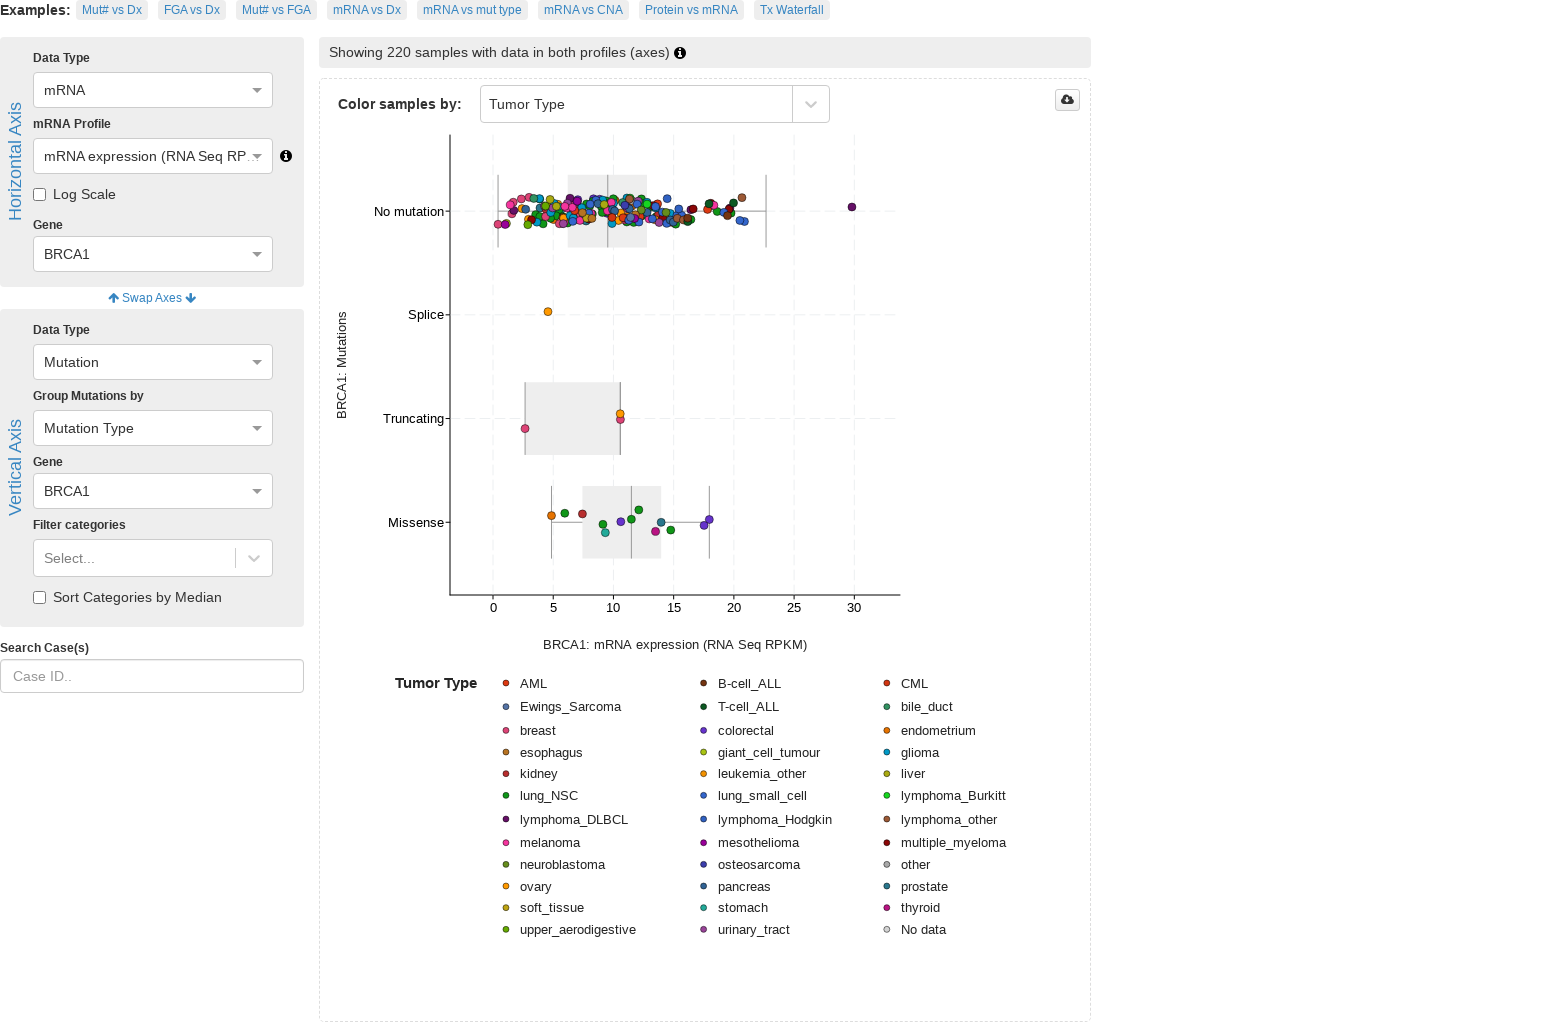 Examples: Mut# vs Dx FGA vs Dx Mut# vs FGA mRNA vs Dx mRNA vs mut type mRNA vs CNA Protein vs mRNA Tx Waterfall
Horizontal Axis
Data Type
mRNA
mRNA Profile
mRNA expression (RNA Seq RP...
Log Scale
Gene
BRCA1
Swap Axes
Vertical Axis
Data Type
Mutation
Group Mutations by
Mutation Type
Gene
BRCA1
Filter categories
Select...
Sort Categories by Median
Search Case(s)
Case ID..
Showing 220 samples with data in both profiles (axes)
Color samples by: Tumor Type
BRCA1: Mutations
No mutation
Splice
Truncating
Missense
0 5 10 15 20 25 30
BRCA1: mRNA expression (RNA Seq RPKM)
Tumor Type
AML B-cell_ALL CML
Ewings_Sarcoma T-cell_ALL bile_duct
breast colorectal endometrium
esophagus giant_cell_tumour glioma
kidney leukemia_other liver
lung_NSC lung_small_cell lymphoma_Burkitt
lymphoma_DLBCL lymphoma_Hodgkin lymphoma_other
melanoma mesothelioma multiple_myeloma
neuroblastoma osteosarcoma other
ovary pancreas prostate
soft_tissue stomach thyroid
upper_aerodigestive urinary_tract No data